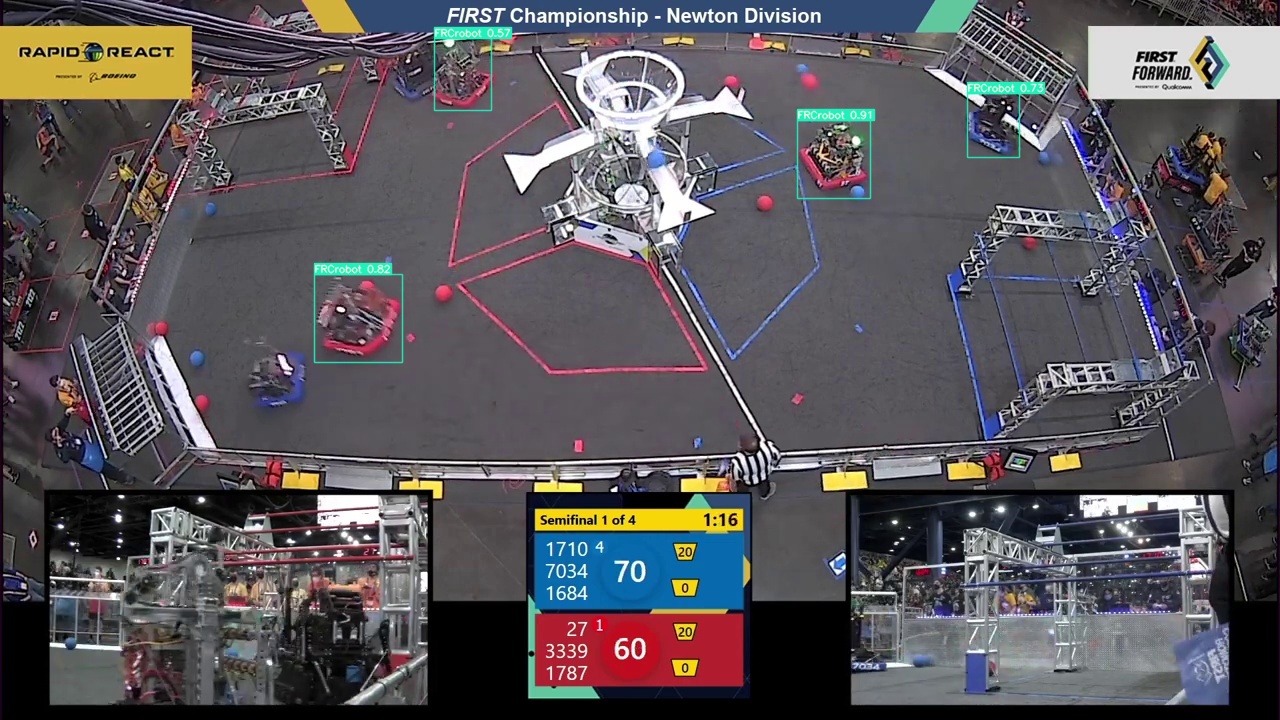 FIRST Championship - Newton Division
RAPID REACT
PRESENTED BY BOEING
FIRST
FORWARD
PRESENTED BY Qualcomm
FRCrobot 0.57
FRCrobot 0.73
FRCrobot 0.91
FRCrobot 0.82
Semifinal 1 of 4 1:16
1710 4
7034
1684
70
20
0
27 1
3339
1787
60
20
0
7034